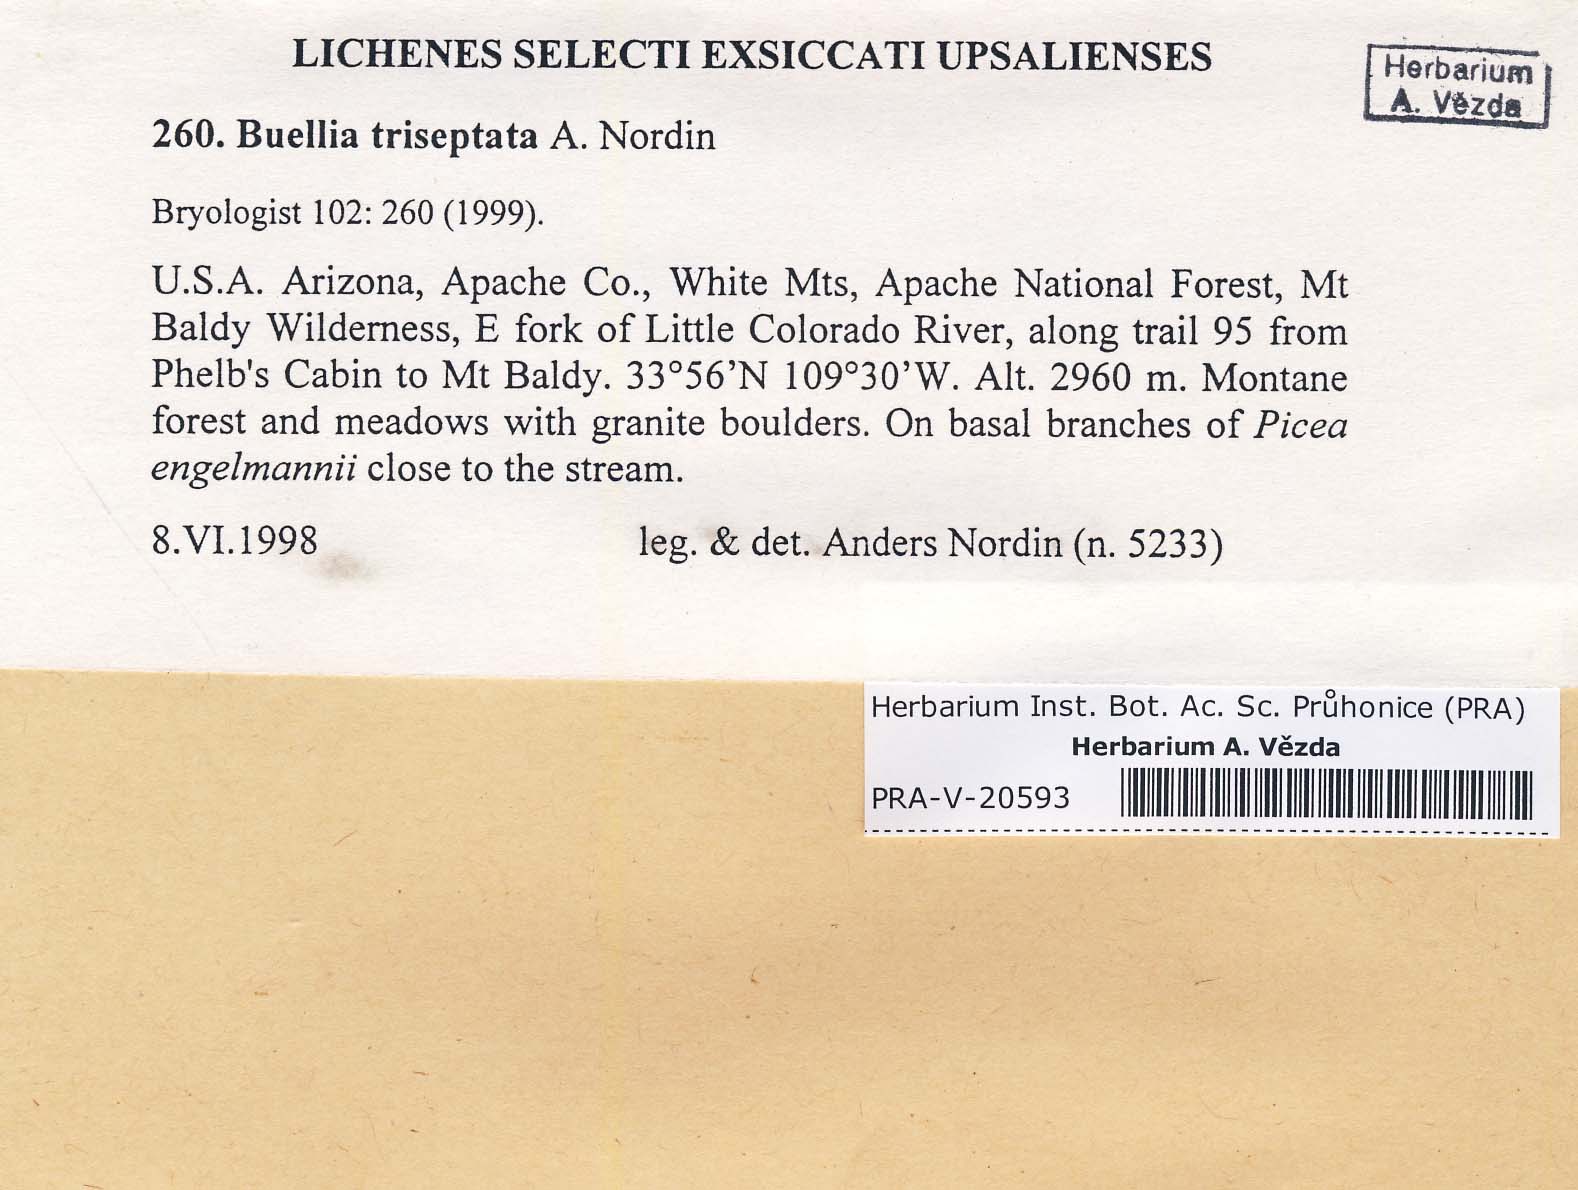 LICHENES SELECTI EXSICCATI UPSALIENSES
Herbarium
A. Vězda
260. Buellia triseptata A. Nordin
Bryologist 102: 260 (1999).
U.S.A. Arizona, Apache Co., White Mts, Apache National Forest, Mt
Baldy Wilderness, E fork of Little Colorado River, along trail 95 from
Phelb's Cabin to Mt Baldy. 33°56’N 109°30’W. Alt. 2960 m. Montane
forest and meadows with granite boulders. On basal branches of Picea
engelmannii close to the stream.
8.VI.1998 leg. & det. Anders Nordin (n. 5233)
Herbarium Inst. Bot. Ac. Sc. Průhonice (PRA)
Herbarium A. Vězda
PRA-V-20593